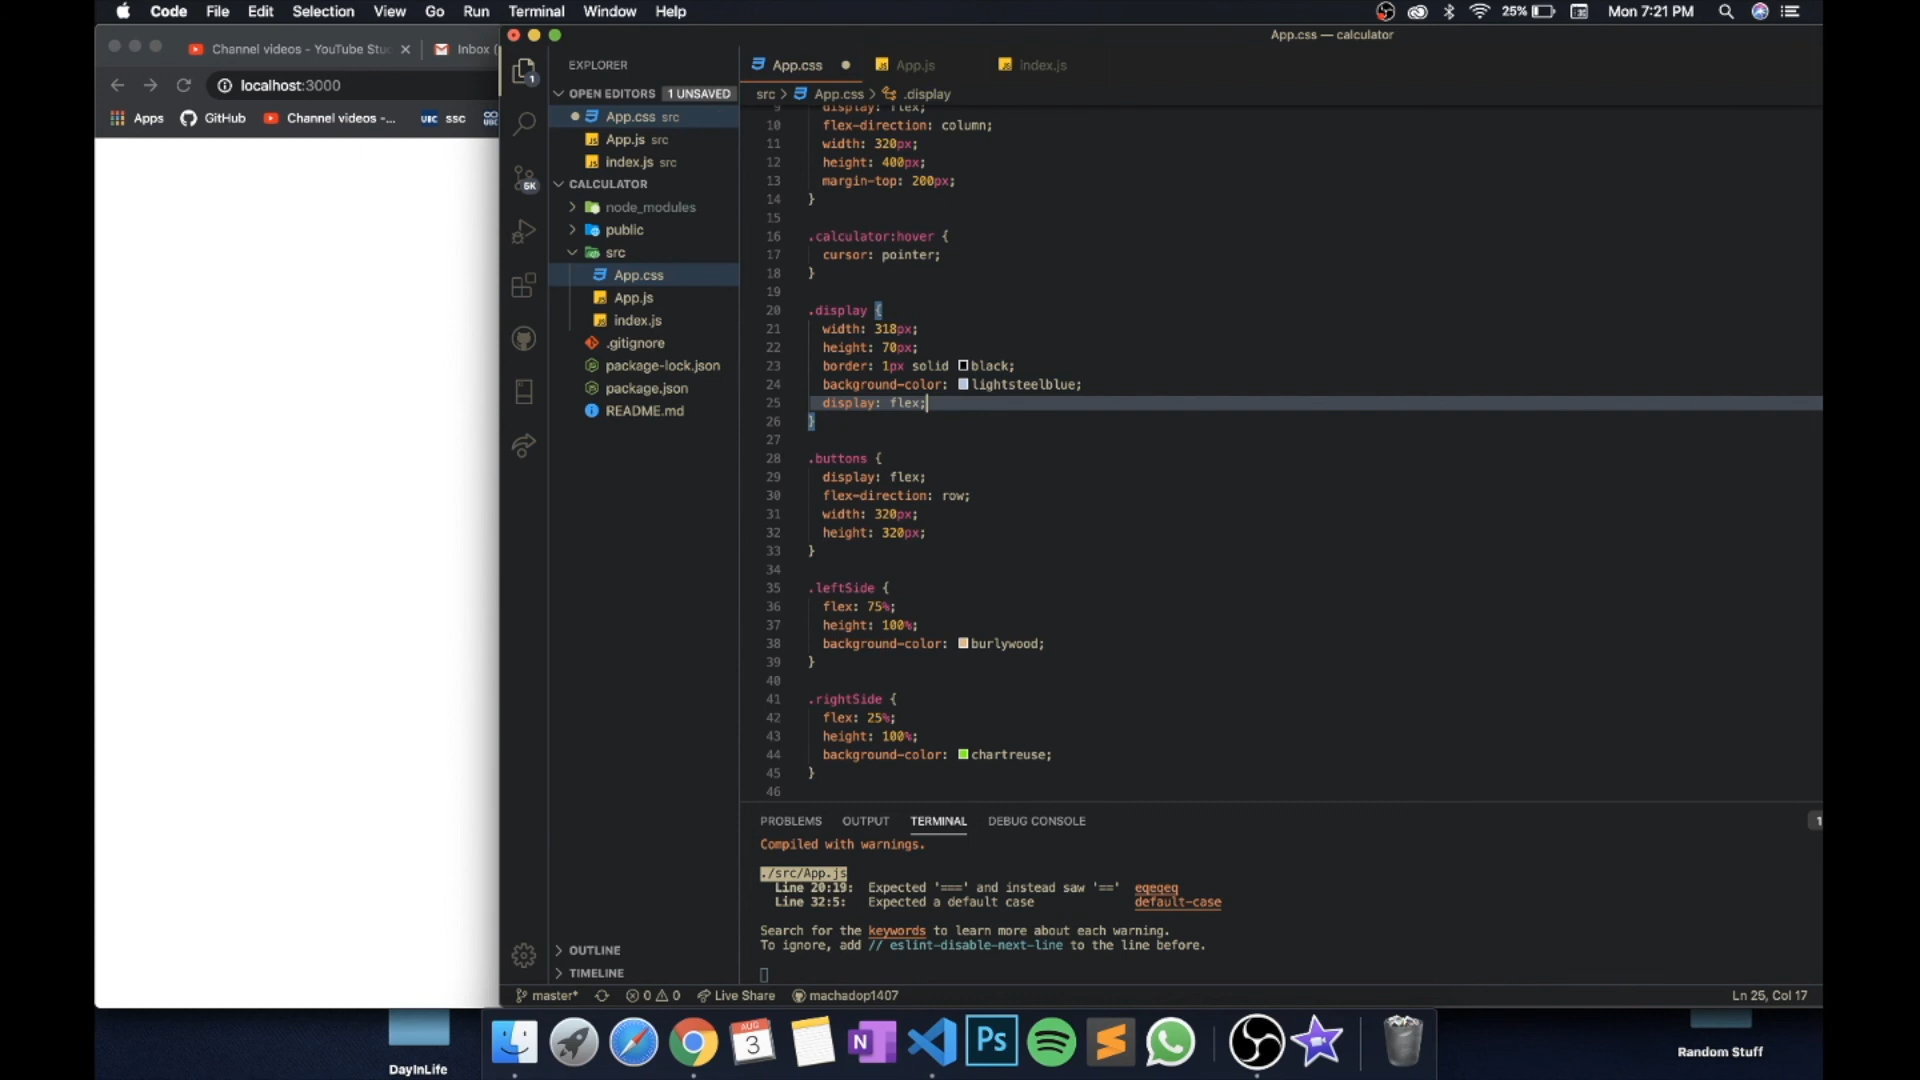 Code File Edit Selection View Go Run Terminal Window Help 25% Mon 7:21 PM
App.css — calculator
Channel videos - YouTube Stu
Inbox (
localhost:3000
Apps GitHub Channel videos -... UBC ssc
EXPLORER
OPEN EDITORS 1 UNSAVED
App.css src
App.js src
index.js src
CALCULATOR
node_modules
public
src
App.css
App.js
index.js
.gitignore
package-lock.json
package.json
README.md
OUTLINE
TIMELINE
1
GK
App.css App.js index.js
src > App.css > .display
9 display: flex;
10 flex-direction: column;
11 width: 320px;
12 height: 400px;
13 margin-top: 200px;
14 }
15
16 .calculator:hover {
17 cursor: pointer;
18 }
19
20 .display {
21 width: 318px;
22 height: 70px;
23 border: 1px solid black;
24 background-color: lightsteelblue;
25 display: flex;
26 }
27
28 .buttons {
29 display: flex;
30 flex-direction: row;
31 width: 320px;
32 height: 320px;
33 }
34
35 .leftSide {
36 flex: 75%;
37 height: 100%;
38 background-color: burlywood;
39 }
40
41 .rightSide {
42 flex: 25%;
43 height: 100%;
44 background-color: chartreuse;
45 }
46
PROBLEMS OUTPUT TERMINAL DEBUG CONSOLE 1
Compiled with warnings.
./src/App.js
Line 20:19: Expected '===' and instead saw '==' eqeqeq
Line 32:5: Expected a default case default-case
Search for the keywords to learn more about each warning.
To ignore, add // eslint-disable-next-line to the line before.
master* 0 0 Live Share machadop1407 Ln 25, Col 17
AUG
3
N
Ps
DayInLife
Random Stuff